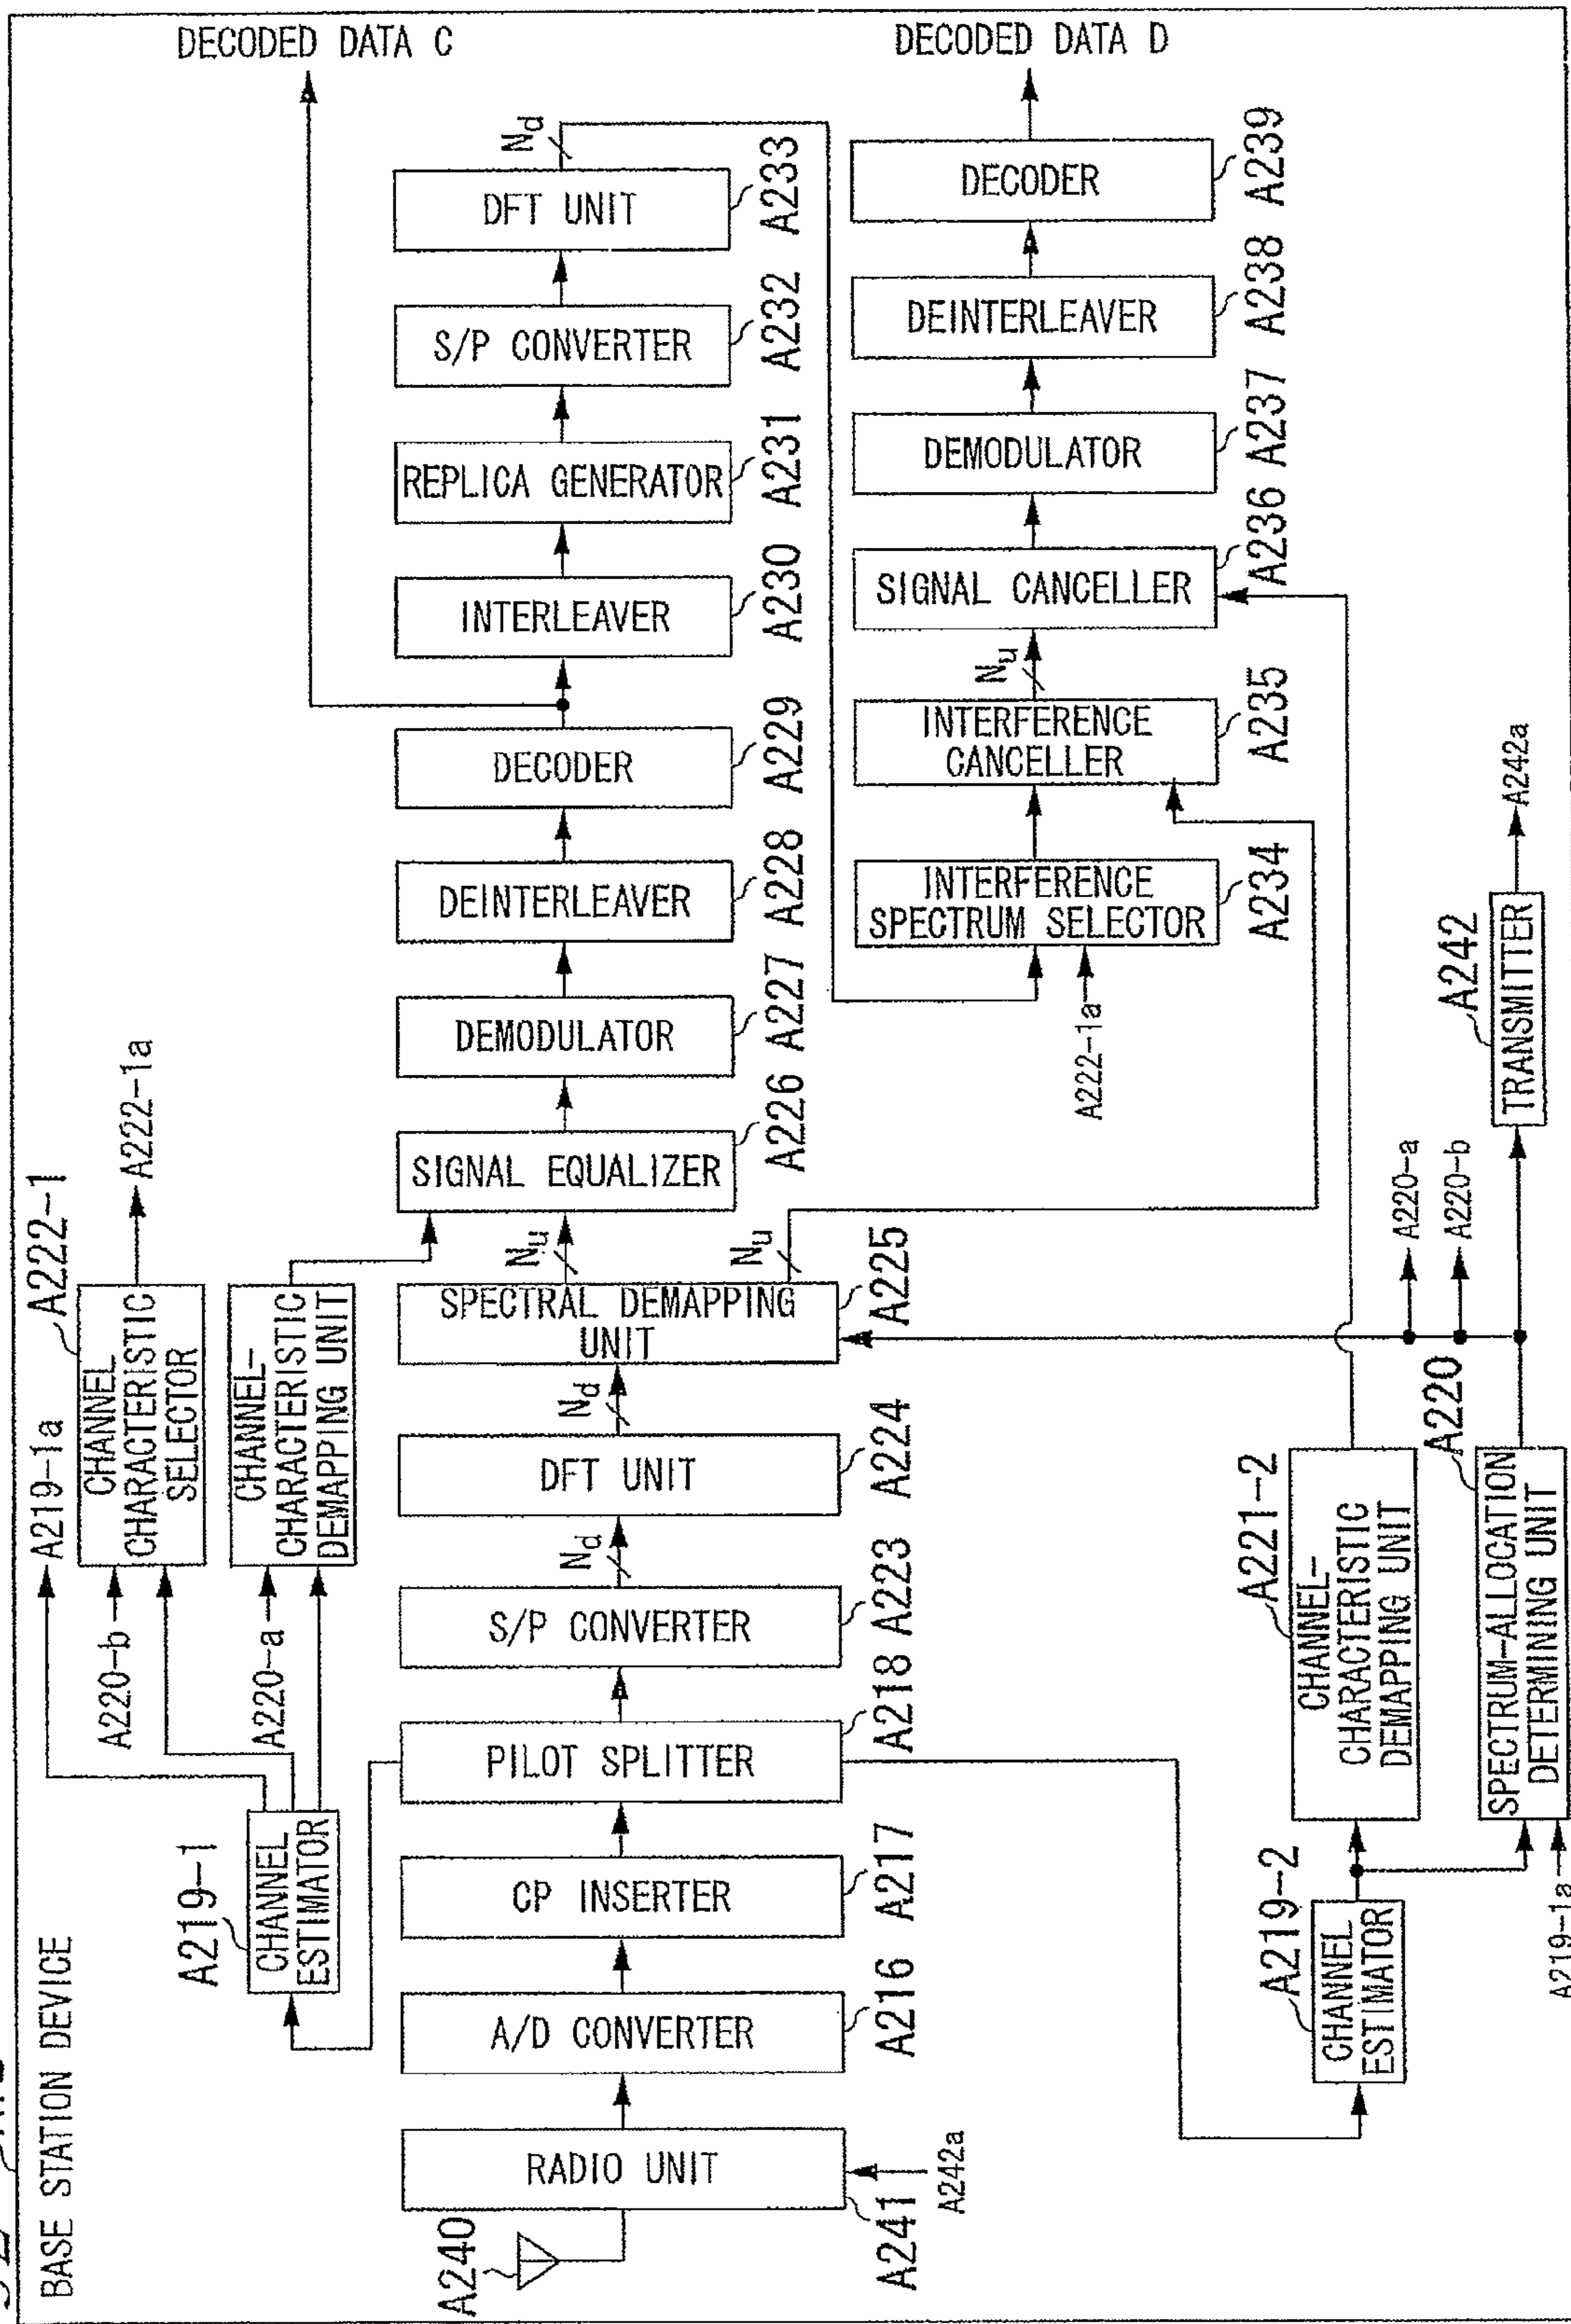 BASE STATION DEVICE
A240
RADIO UNIT
A241
A242a
A/D CONVERTER
A216
CP INSERTER
A217
PILOT SPLITTER
A218
A219-1
CHANNEL
ESTIMATOR
A219-1a
A220-b
A220-a
A222-1
CHANNEL
CHARACTERISTIC
SELECTOR
A222-1a
CHANNEL-
CHARACTERISTIC
DEMAPPING UNIT
S/P CONVERTER
A223
Nd
DFT UNIT
A224
Nd
SPECTRAL DEMAPPING
UNIT
A225
Nu
Nu
SIGNAL EQUALIZER
A226
DEMODULATOR
A227
DEINTERLEAVER
A228
DECODER
A229
DECODED DATA C
INTERLEAVER
A230
REPLICA GENERATOR
A231
S/P CONVERTER
A232
DFT UNIT
A233
Nd
A222-1a
INTERFERENCE
SPECTRUM SELECTOR
A234
INTERFERENCE
CANCELLER
A235
Nu
SIGNAL CANCELLER
A236
DEMODULATOR
A237
DEINTERLEAVER
A238
DECODER
A239
DECODED DATA D
A219-2
CHANNEL
ESTIMATOR
A221-2
CHANNEL-
CHARACTERISTIC
DEMAPPING UNIT
A219-1a
A220
SPECTRUM-ALLOCATION
DETERMINING UNIT
A220-a
A220-b
A242
TRANSMITTER
A242a